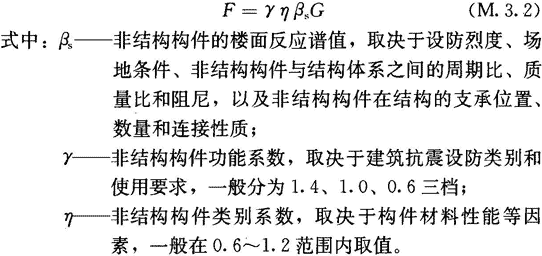 F = γ η βsG (M.3.2)
式中：βs——非结构构件的楼面反应谱值，取决于设防烈度、场
地条件、非结构构件与结构体系之间的周期比、质
量比和阻尼，以及非结构构件在结构的支承位置、
数量和连接性质；
γ——非结构构件功能系数，取决于建筑抗震设防类别和
使用要求，一般分为 1.4、1.0、0.6 三档；
η——非结构构件类别系数，取决于构件材料性能等因
素，一般在 0.6～1.2 范围内取值。